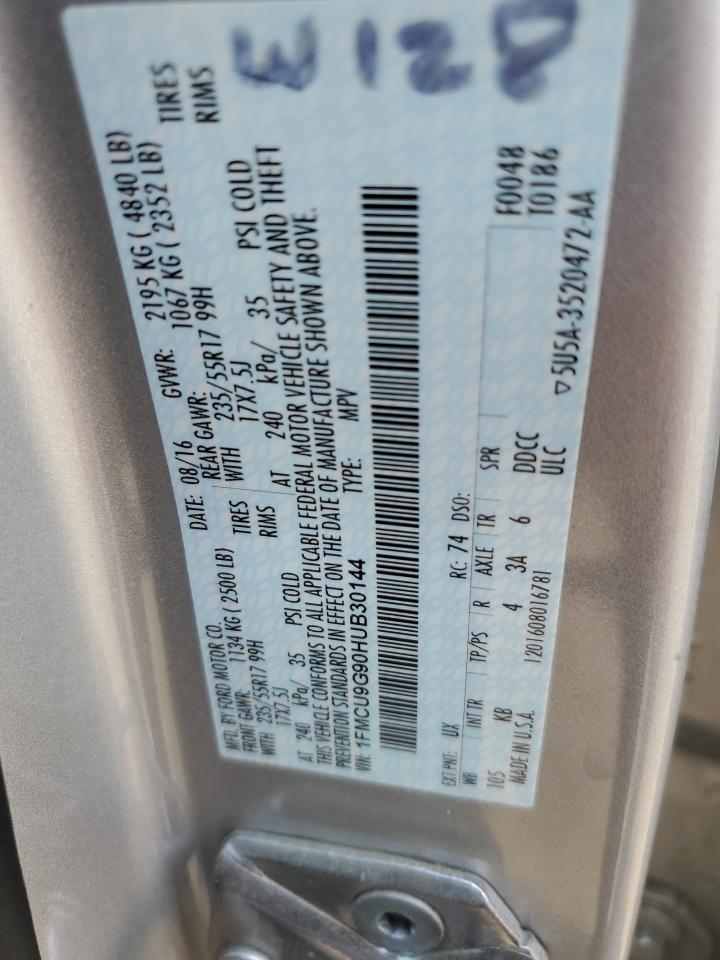 MFD. BY FORD MOTOR CO.
DATE: 08/16 GVWR: 2195 KG ( 4840 LB)
FRONT GAWR: 1134 KG ( 2500 LB) REAR GAWR: 1067 KG ( 2352 LB)
WITH 235/55R17 99H TIRES WITH 235/55R17 99H TIRES
17X7.5J RIMS 17X7.5J RIMS
AT 240 kPa/ 35 PSI COLD AT 240 kPa/ 35 PSI COLD
THIS VEHICLE CONFORMS TO ALL APPLICABLE FEDERAL MOTOR VEHICLE SAFETY AND THEFT
PREVENTION STANDARDS IN EFFECT ON THE DATE OF MANUFACTURE SHOWN ABOVE.
VIN: 1FMCU9G90HUB30144 TYPE: MPV
EXT PNT: UX RC: 74 DSO: F0048
T0186
WB INT TR TP/PS R AXLE TR SPR
105 KB 4 3A 6 DDCC
MADE IN U.S.A. 1201608016781 ULC ▽5U5A-3520472-AA